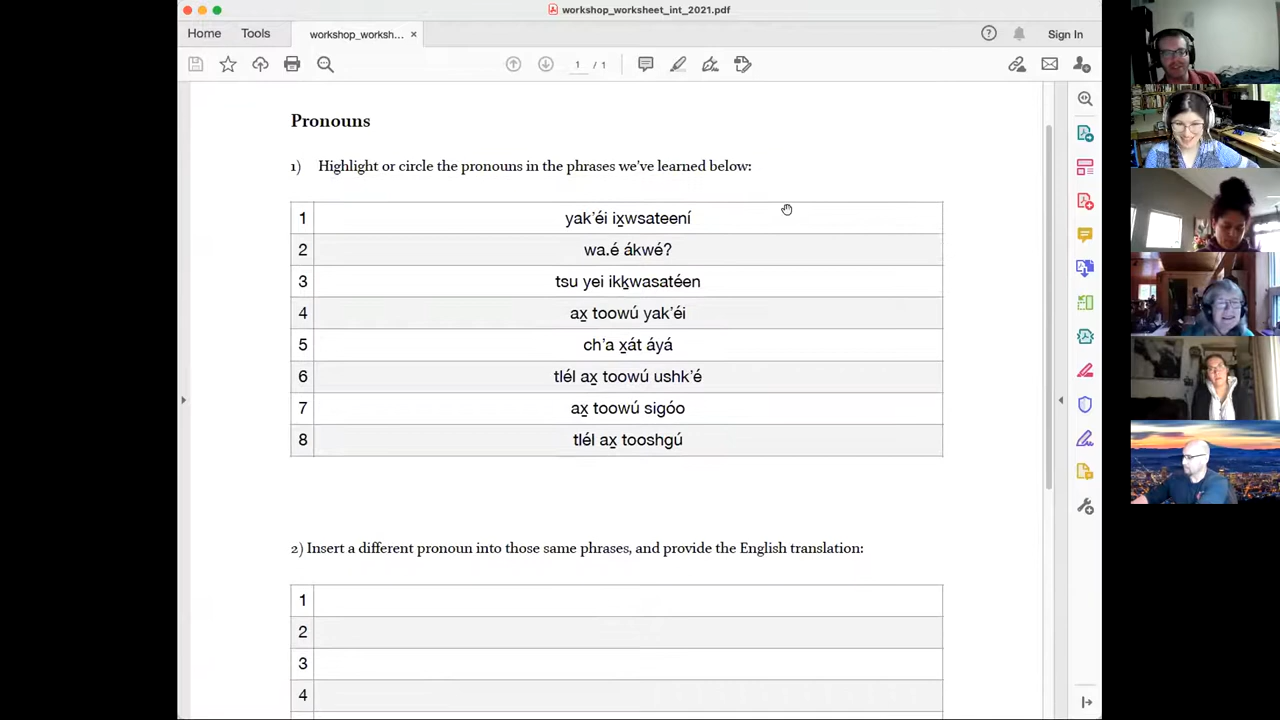 workshop_worksheet_int_2021.pdf
Home Tools workshop_worksh... × Sign In
1 / 1
Pronouns
1) Highlight or circle the pronouns in the phrases we’ve learned below:
1 yak’éi ix̲wsateení
2 wa.é ákwé?
3 tsu yei ikḵwasatéen
4 ax̲ toowú yak’éi
5 ch’a x̲át áyá
6 tlél ax̲ toowú ushk’é
7 ax̲ toowú sigóo
8 tlél ax̲ tooshgú
2) Insert a different pronoun into those same phrases, and provide the English translation:
1
2
3
4